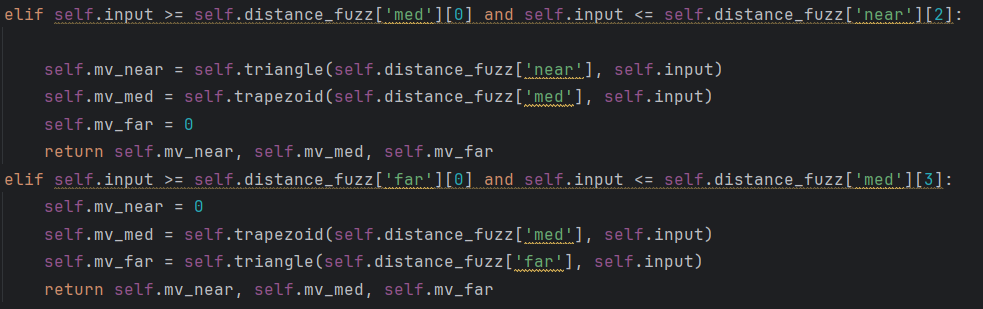 elif self.input >= self.distance_fuzz['med'][0] and self.input <= self.distance_fuzz['near'][2]:
self.mv_near = self.triangle(self.distance_fuzz['near'], self.input)
self.mv_med = self.trapezoid(self.distance_fuzz['med'], self.input)
self.mv_far = 0
return self.mv_near, self.mv_med, self.mv_far
elif self.input >= self.distance_fuzz['far'][0] and self.input <= self.distance_fuzz['med'][3]:
self.mv_near = 0
self.mv_med = self.trapezoid(self.distance_fuzz['med'], self.input)
self.mv_far = self.triangle(self.distance_fuzz['far'], self.input)
return self.mv_near, self.mv_med, self.mv_far